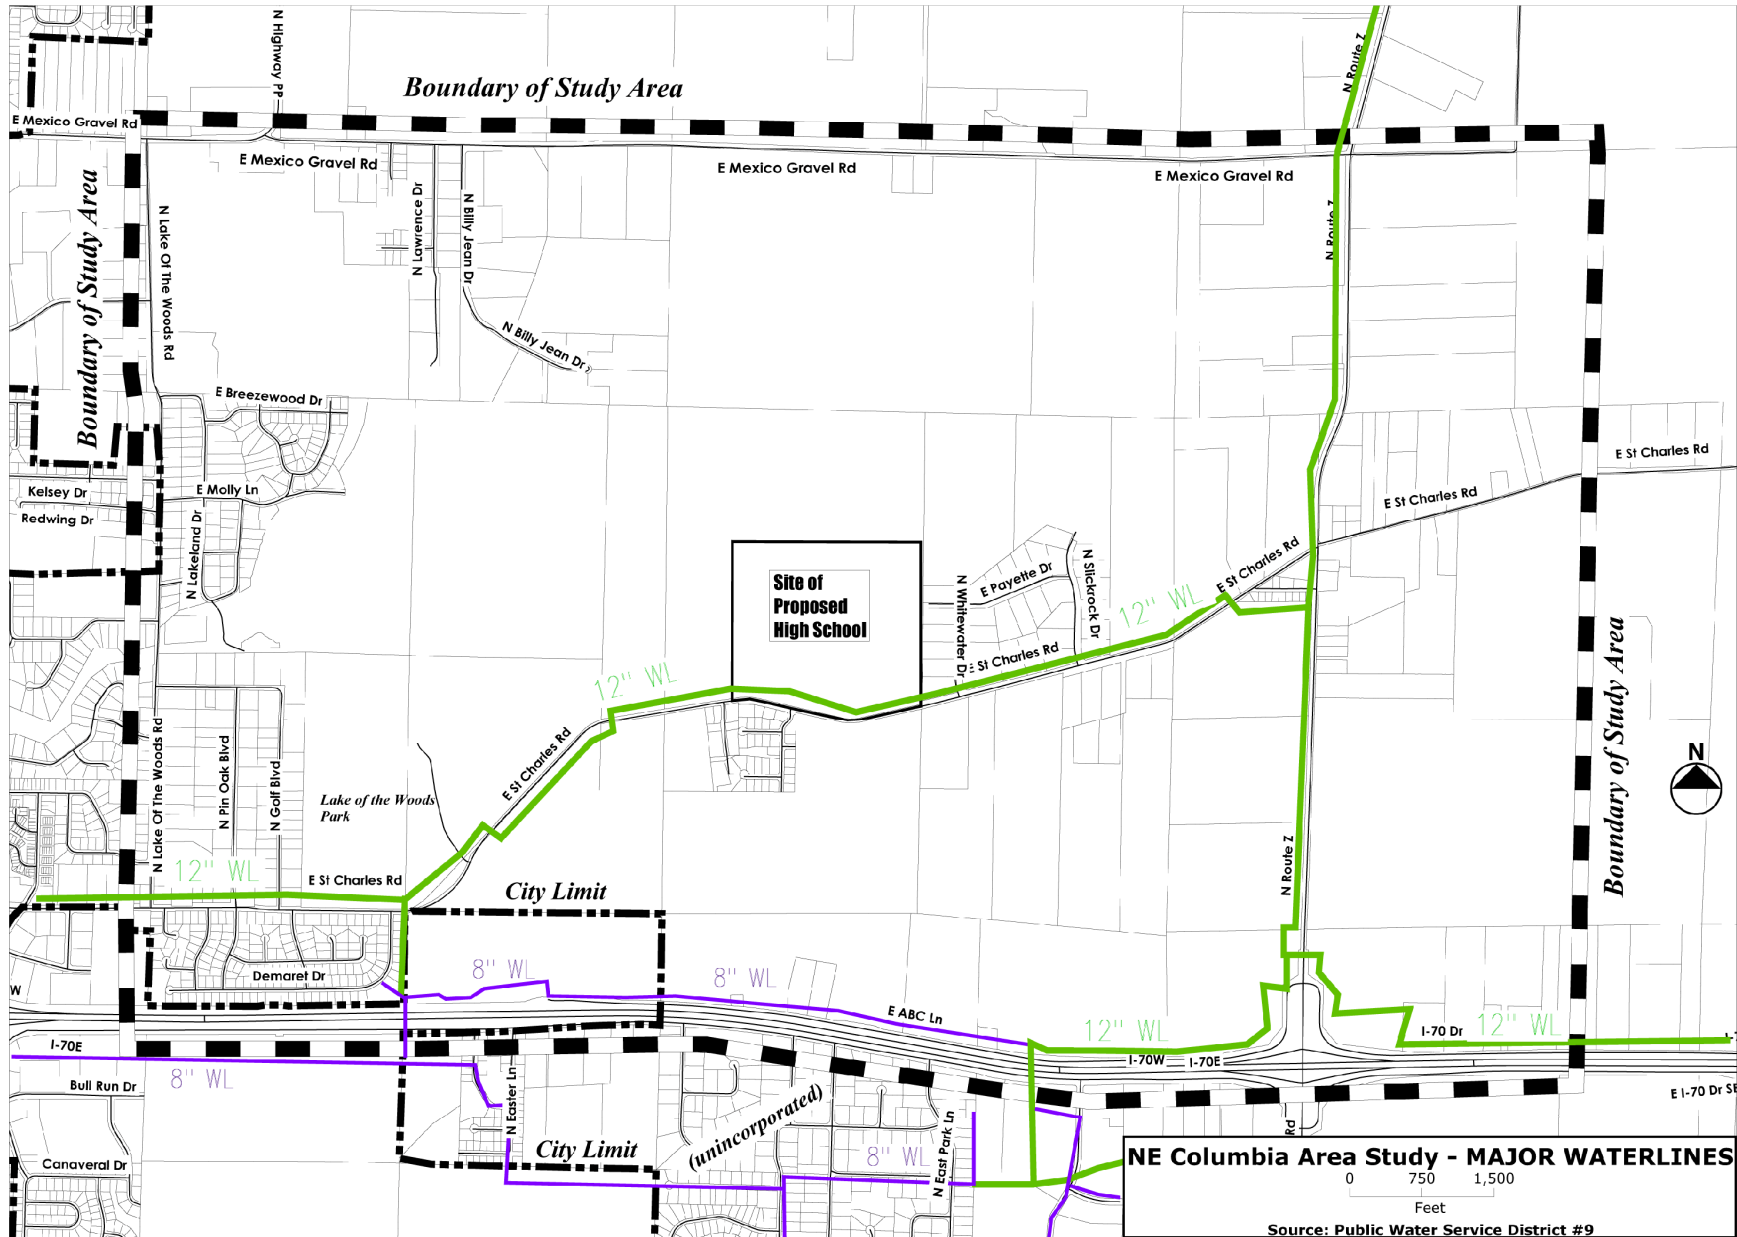 N Highway PP
N Route Z
Boundary of Study Area
E Mexico Gravel Rd
E Mexico Gravel Rd
E Mexico Gravel Rd
E Mexico Gravel Rd
Boundary of Study Area
N Lake Of The Woods Rd
N Lawrence Dr
N Billy Jean Dr
N Route Z
N Billy Jean Dr
E Breezewood Dr
E St Charles Rd
Kelsey Dr
E Molly Ln
E St Charles Rd
Redwing Dr
N Lakeland Dr
Site of
Proposed
High School
N Whitewater Dr
E Payette Dr
N Slickrock Dr
12" WL
E St Charles Rd
E St Charles Rd
12" WL
Boundary of Study Area
N
N Lake Of The Woods Rd
N Pin Oak Blvd
N Golf Blvd
E St Charles Rd
Lake of the Woods
Park
12" WL
E St Charles Rd
City Limit
N Route Z
Demaret Dr
W
8" WL
8" WL
E ABC Ln
12" WL
I-70 Dr
12" WL
I-70E
I-70W
I-70E
8" WL
Bull Run Dr
N Easter Ln
(unincorporated)
E I-70 Dr SE
Rd
City Limit
8" WL
N East Park Ln
Canaveral Dr
NE Columbia Area Study - MAJOR WATERLINES
0 750 1,500
Feet
Source: Public Water Service District #9